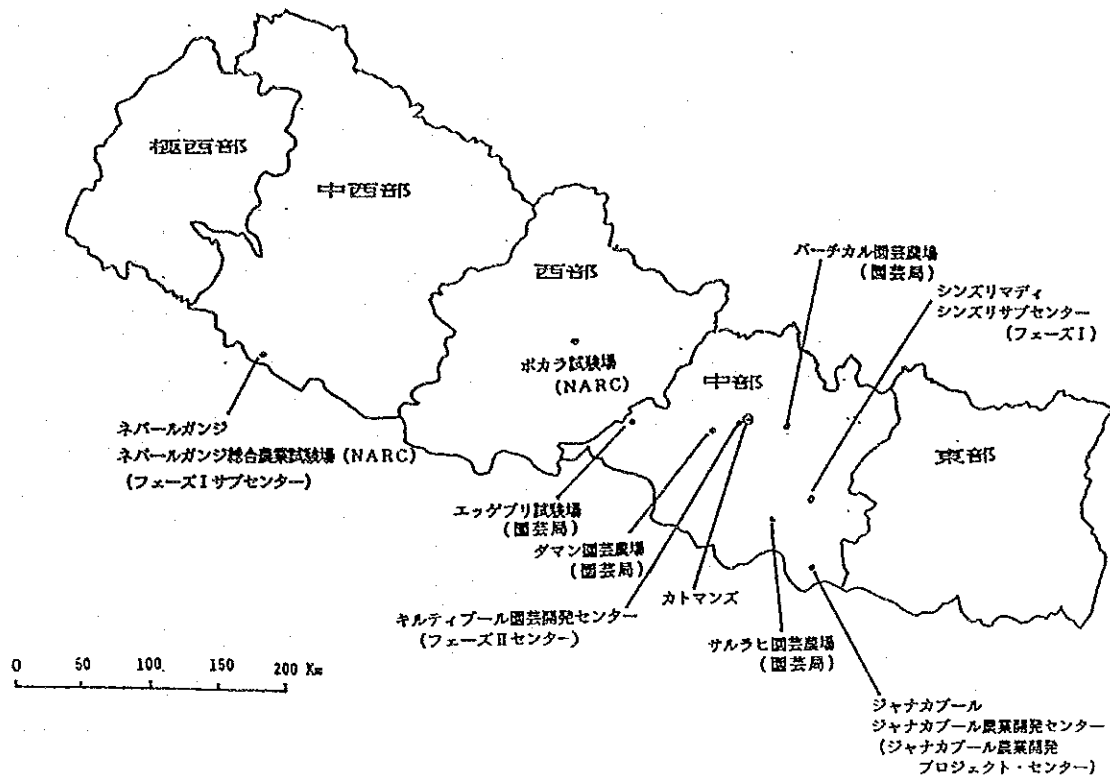 極西部
中西部
西部
中部
東部
バーチカル園芸農場
(園芸局)
シンズリマディ
シンズリサブセンター
(フェーズI)
ポカラ試験場
(NARC)
ネパールガンジ
ネパールガンジ総合農業試験場 (NARC)
(フェーズIサブセンター)
エッゲブリ試験場
(園芸局)
ダマン園芸農場
(園芸局)
キルティプール園芸開発センター
(フェーズIIセンター)
カトマンズ
サルラヒ園芸農場
(園芸局)
ジャナカプール
ジャナカプール農業開発センター
(ジャナカプール農業開発
プロジェクト・センター)
0 50 100 150 200 Km